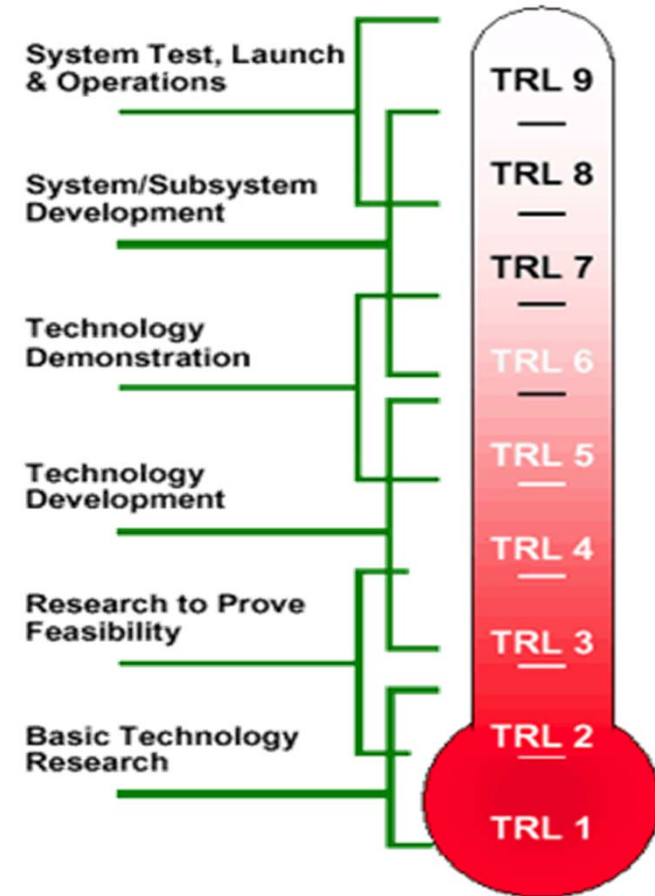 System Test, Launch
& Operations
System/Subsystem
Development
Technology
Demonstration
Technology
Development
Research to Prove
Feasibility
Basic Technology
Research
TRL 9
TRL 8
TRL 7
TRL 6
TRL 5
TRL 4
TRL 3
TRL 2
TRL 1